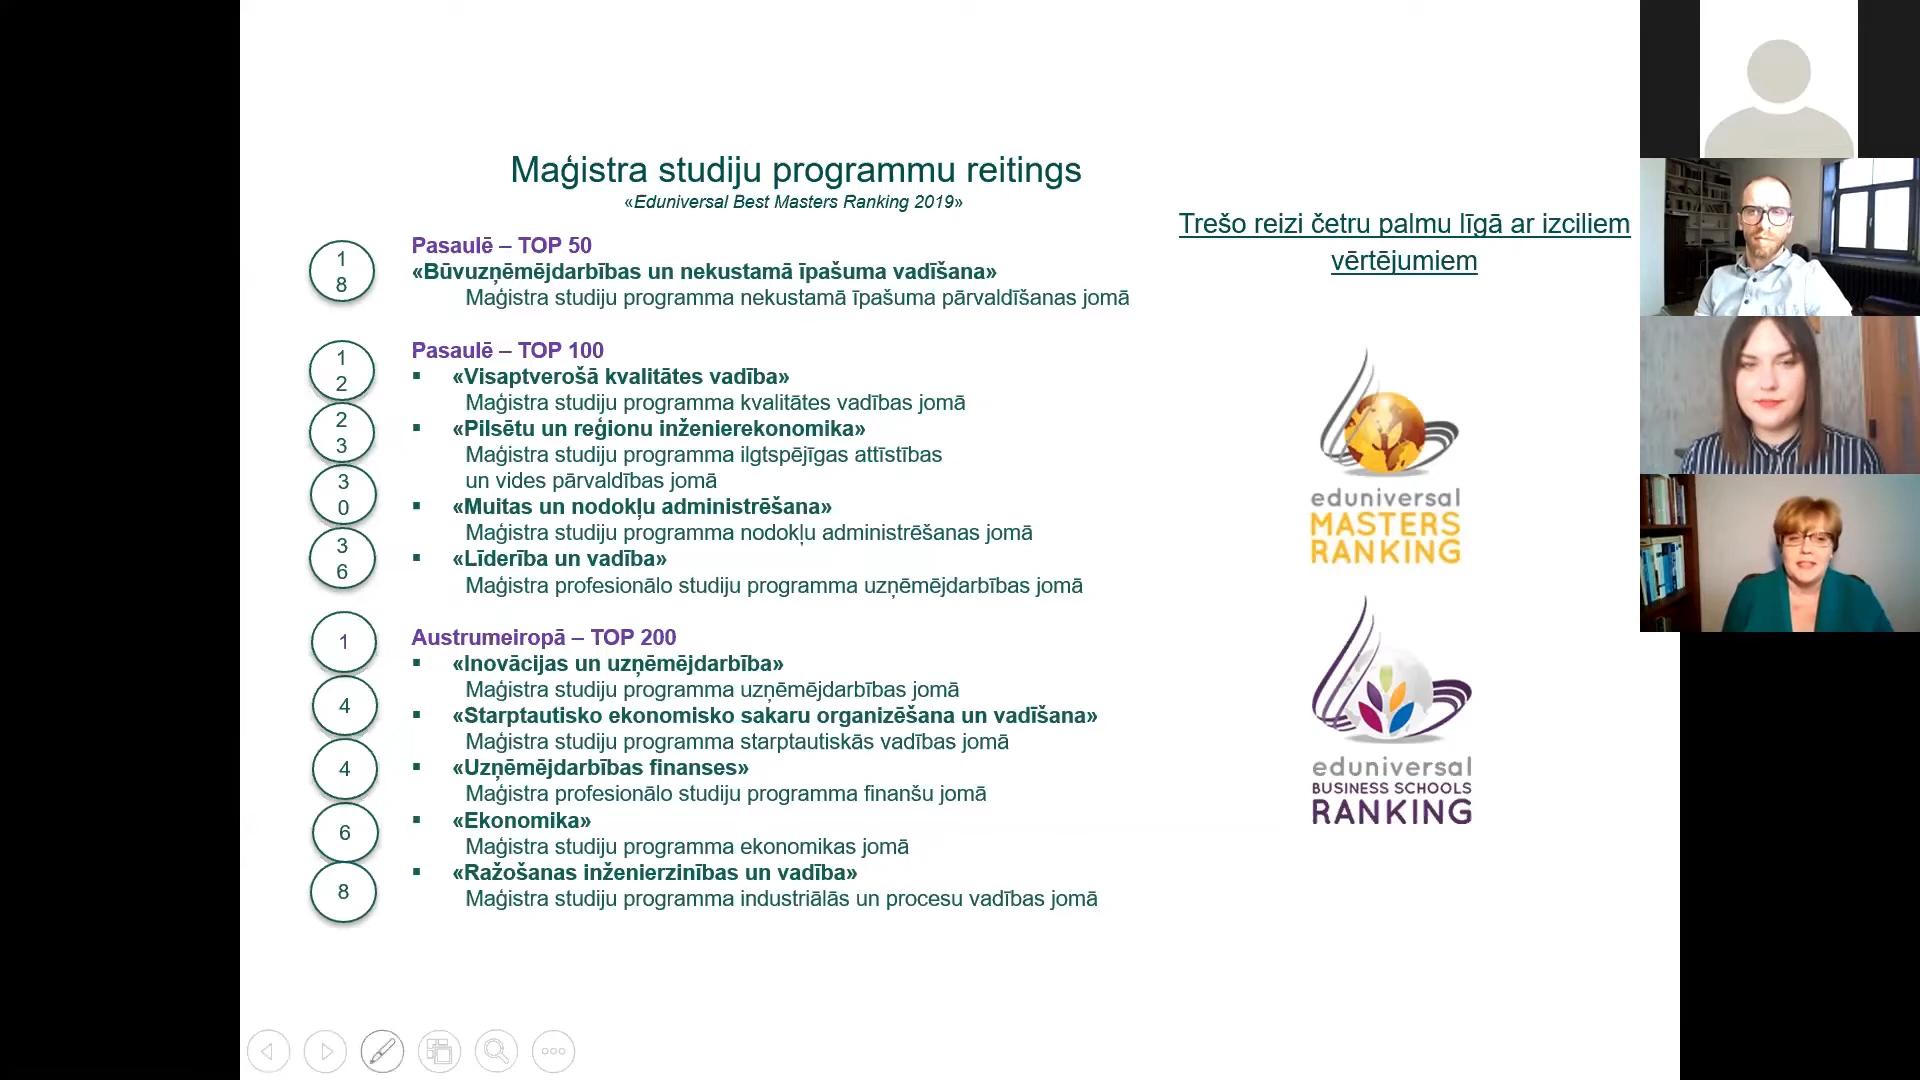 Maģistra studiju programmu reitings
«Eduniversal Best Masters Ranking 2019»
1
8
Pasaulē – TOP 50
«Būvuzņēmējdarbības un nekustamā īpašuma vadīšana»
Maģistra studiju programma nekustamā īpašuma pārvaldīšanas jomā
Pasaulē – TOP 100
1
2
▪ «Visaptverošā kvalitātes vadība»
Maģistra studiju programma kvalitātes vadības jomā
2
3
▪ «Pilsētu un reģionu inženierekonomika»
Maģistra studiju programma ilgtspējīgas attīstības
un vides pārvaldības jomā
3
0
▪ «Muitas un nodokļu administrēšana»
Maģistra studiju programma nodokļu administrēšanas jomā
3
6
▪ «Līderība un vadība»
Maģistra profesionālo studiju programma uzņēmējdarbības jomā
1
Austrumeiropā – TOP 200
▪ «Inovācijas un uzņēmējdarbība»
Maģistra studiju programma uzņēmējdarbības jomā
4
▪ «Starptautisko ekonomisko sakaru organizēšana un vadīšana»
Maģistra studiju programma starptautiskās vadības jomā
4
▪ «Uzņēmējdarbības finanses»
Maģistra profesionālo studiju programma finanšu jomā
6
▪ «Ekonomika»
Maģistra studiju programma ekonomikas jomā
8
▪ «Ražošanas inženierzinības un vadība»
Maģistra studiju programma industriālās un procesu vadības jomā
Trešo reizi četru palmu līgā ar izciliem
vērtējumiem
eduniversal
MASTERS
RANKING
eduniversal
BUSINESS SCHOOLS
RANKING